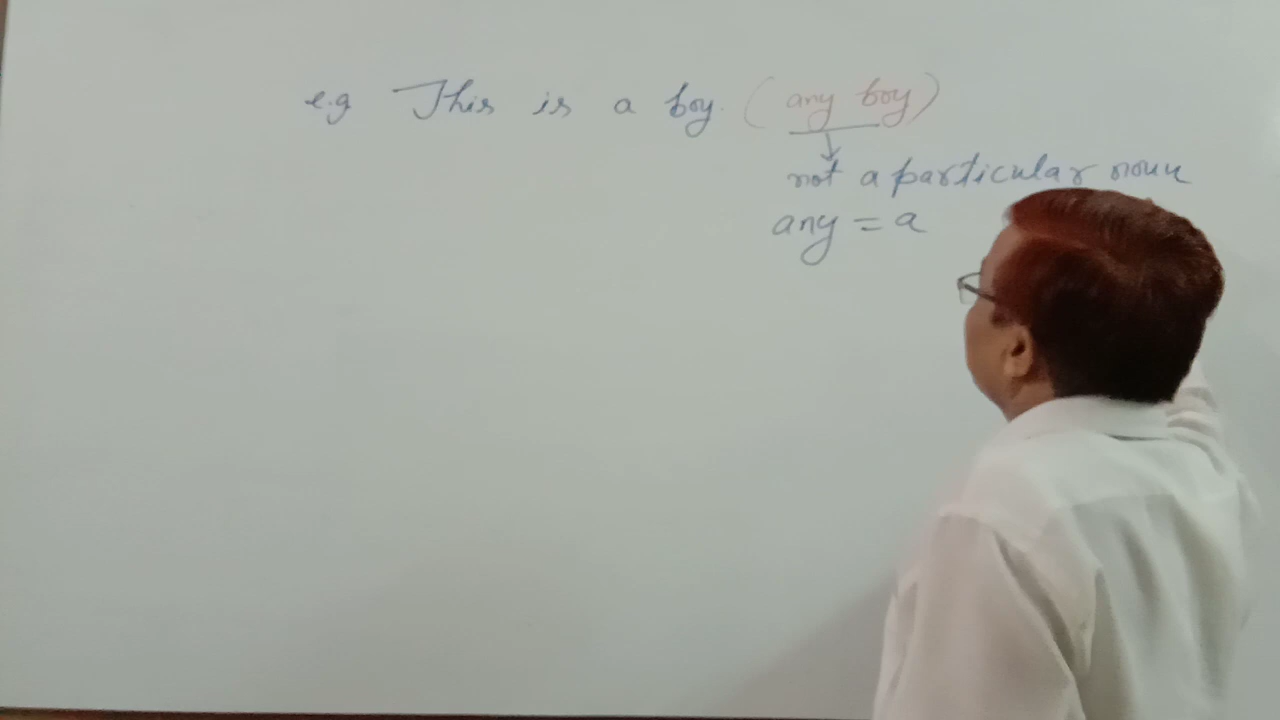 e.g This is a boy. (any boy)
not a particular noun
any = a